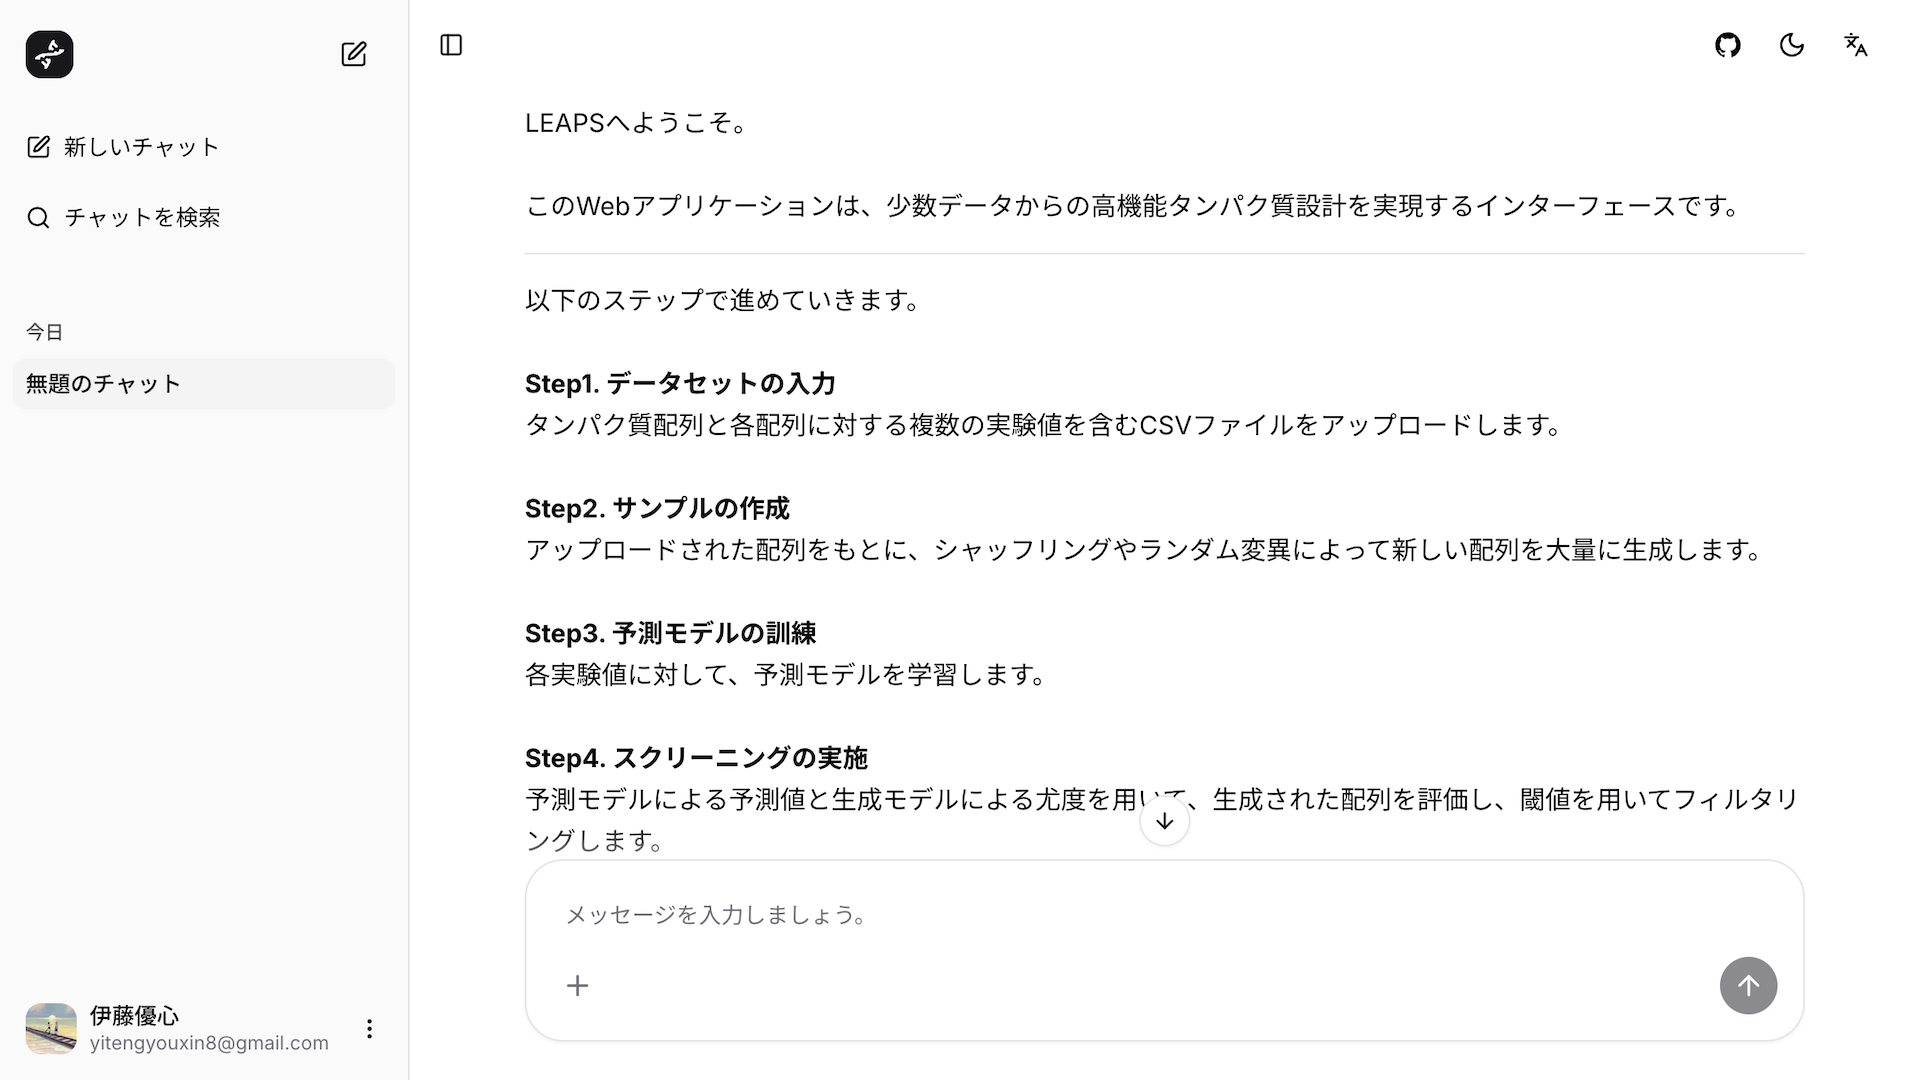 新しいチャット
チャットを検索
今日
無題のチャット
伊藤優心
yitengyouxin8@gmail.com
LEAPSへようこそ。
このWebアプリケーションは、少数データからの高機能タンパク質設計を実現するインターフェースです。
以下のステップで進めていきます。
Step1. データセットの入力
タンパク質配列と各配列に対する複数の実験値を含むCSVファイルをアップロードします。
Step2. サンプルの作成
アップロードされた配列をもとに、シャッフリングやランダム変異によって新しい配列を大量に生成します。
Step3. 予測モデルの訓練
各実験値に対して、予測モデルを学習します。
Step4. スクリーニングの実施
予測モデルによる予測値と生成モデルによる尤度を用いて、生成された配列を評価し、閾値を用いてフィルタリ
ングします。
メッセージを入力しましょう。